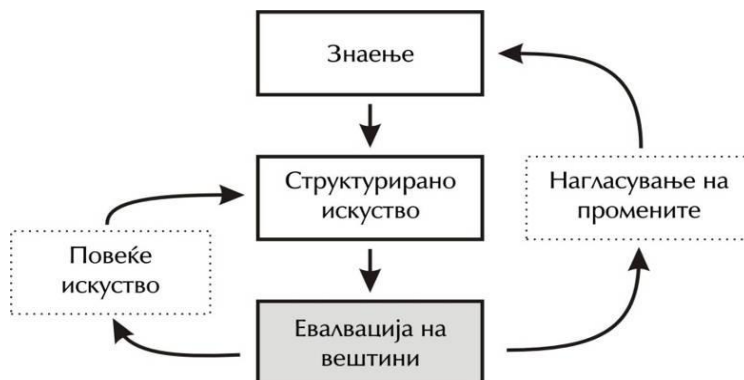 Знаење
Структурирано
искуство
Нагласување на
промените
Повеќе
искуство
Евалвација на
вештини